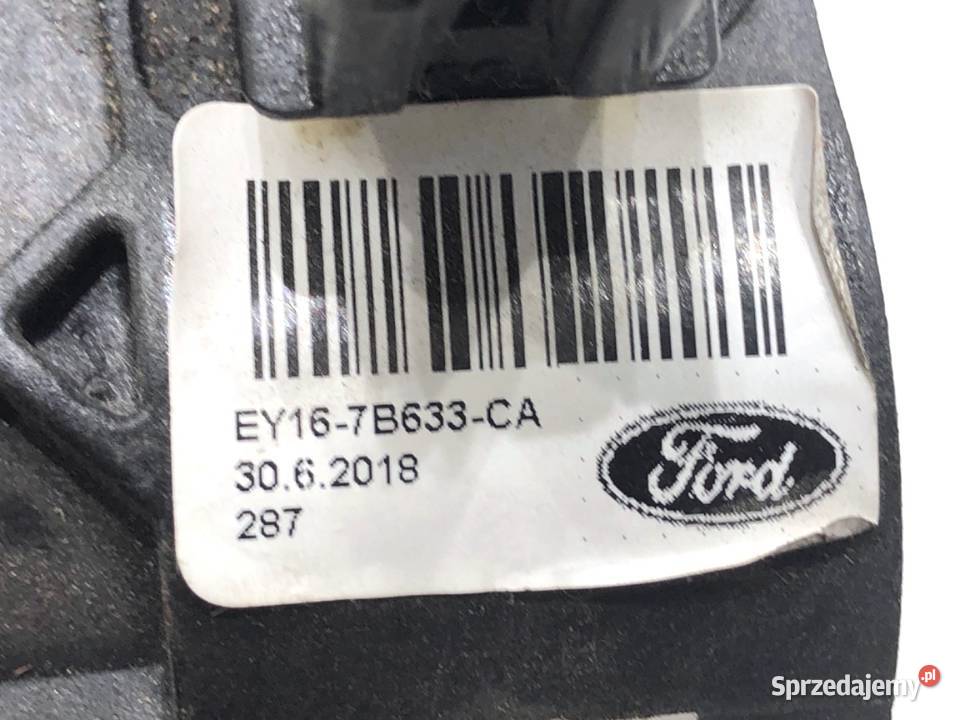 EY16-7B633-CA
30.6.2018
287
Ford
Sprzedajemy.pl